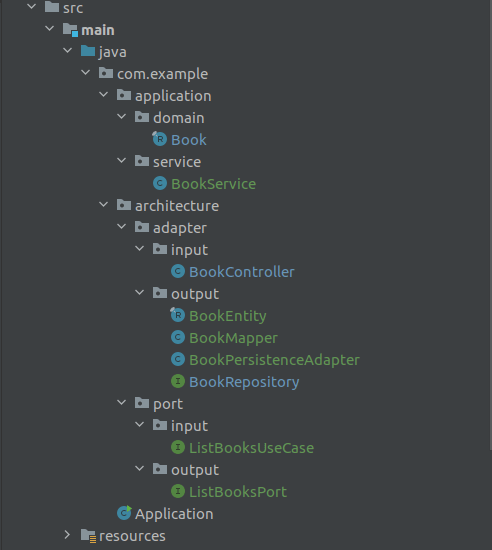 src
main
java
com.example
application
domain
Book
service
BookService
architecture
adapter
input
BookController
output
BookEntity
BookMapper
BookPersistenceAdapter
BookRepository
port
input
ListBooksUseCase
output
ListBooksPort
Application
resources